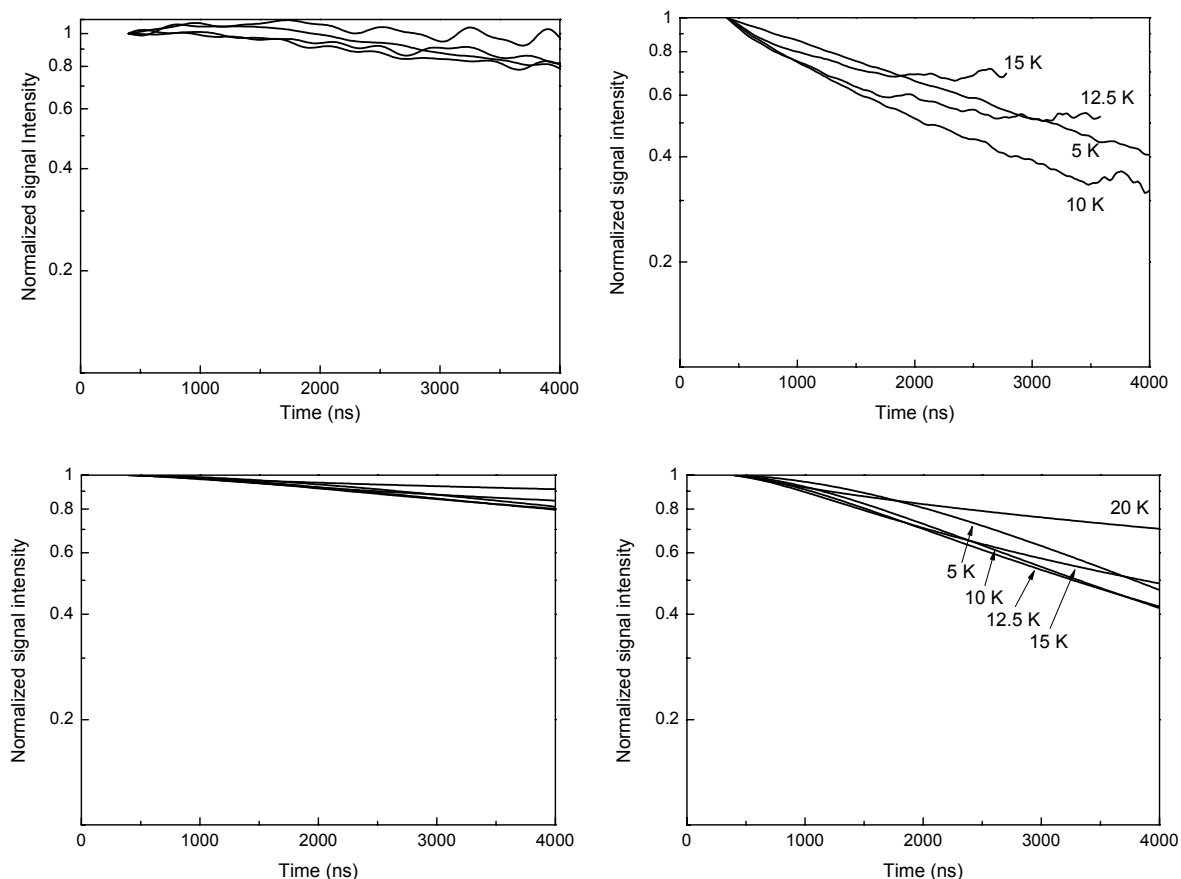 Normalized signal Intensity
1
0.8
0.6
0.4
0.2
0 1000 2000 3000 4000
Time (ns)
Normalized signal intensity
1
0.8
0.6
0.4
0.2
15 K
12.5 K
5 K
10 K
0 1000 2000 3000 4000
Time (ns)
Normalized signal intensity
1
0.8
0.6
0.4
0.2
0 1000 2000 3000 4000
Time (ns)
Normalized signal intensity
1
0.8
0.6
0.4
0.2
20 K
5 K
10 K
12.5 K
15 K
0 1000 2000 3000 4000
Time (ns)